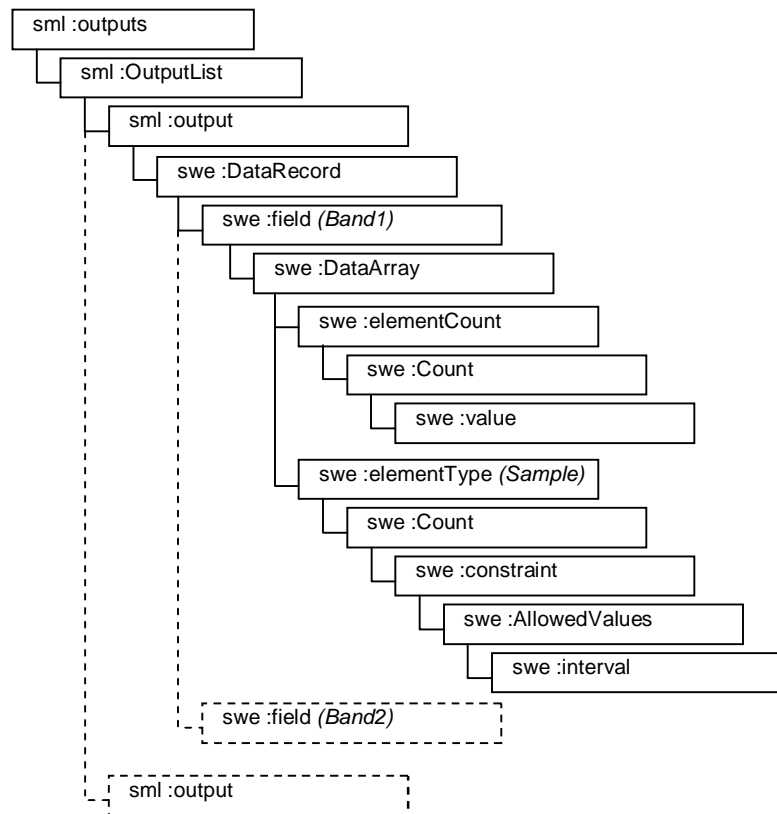 sml :outputs
sml :OutputList
sml :output
swe :DataRecord
swe :field (Band1)
swe :DataArray
swe :elementCount
swe :Count
swe :value
swe :elementType (Sample)
swe :Count
swe :constraint
swe :AllowedValues
swe :interval
swe :field (Band2)
sml :output